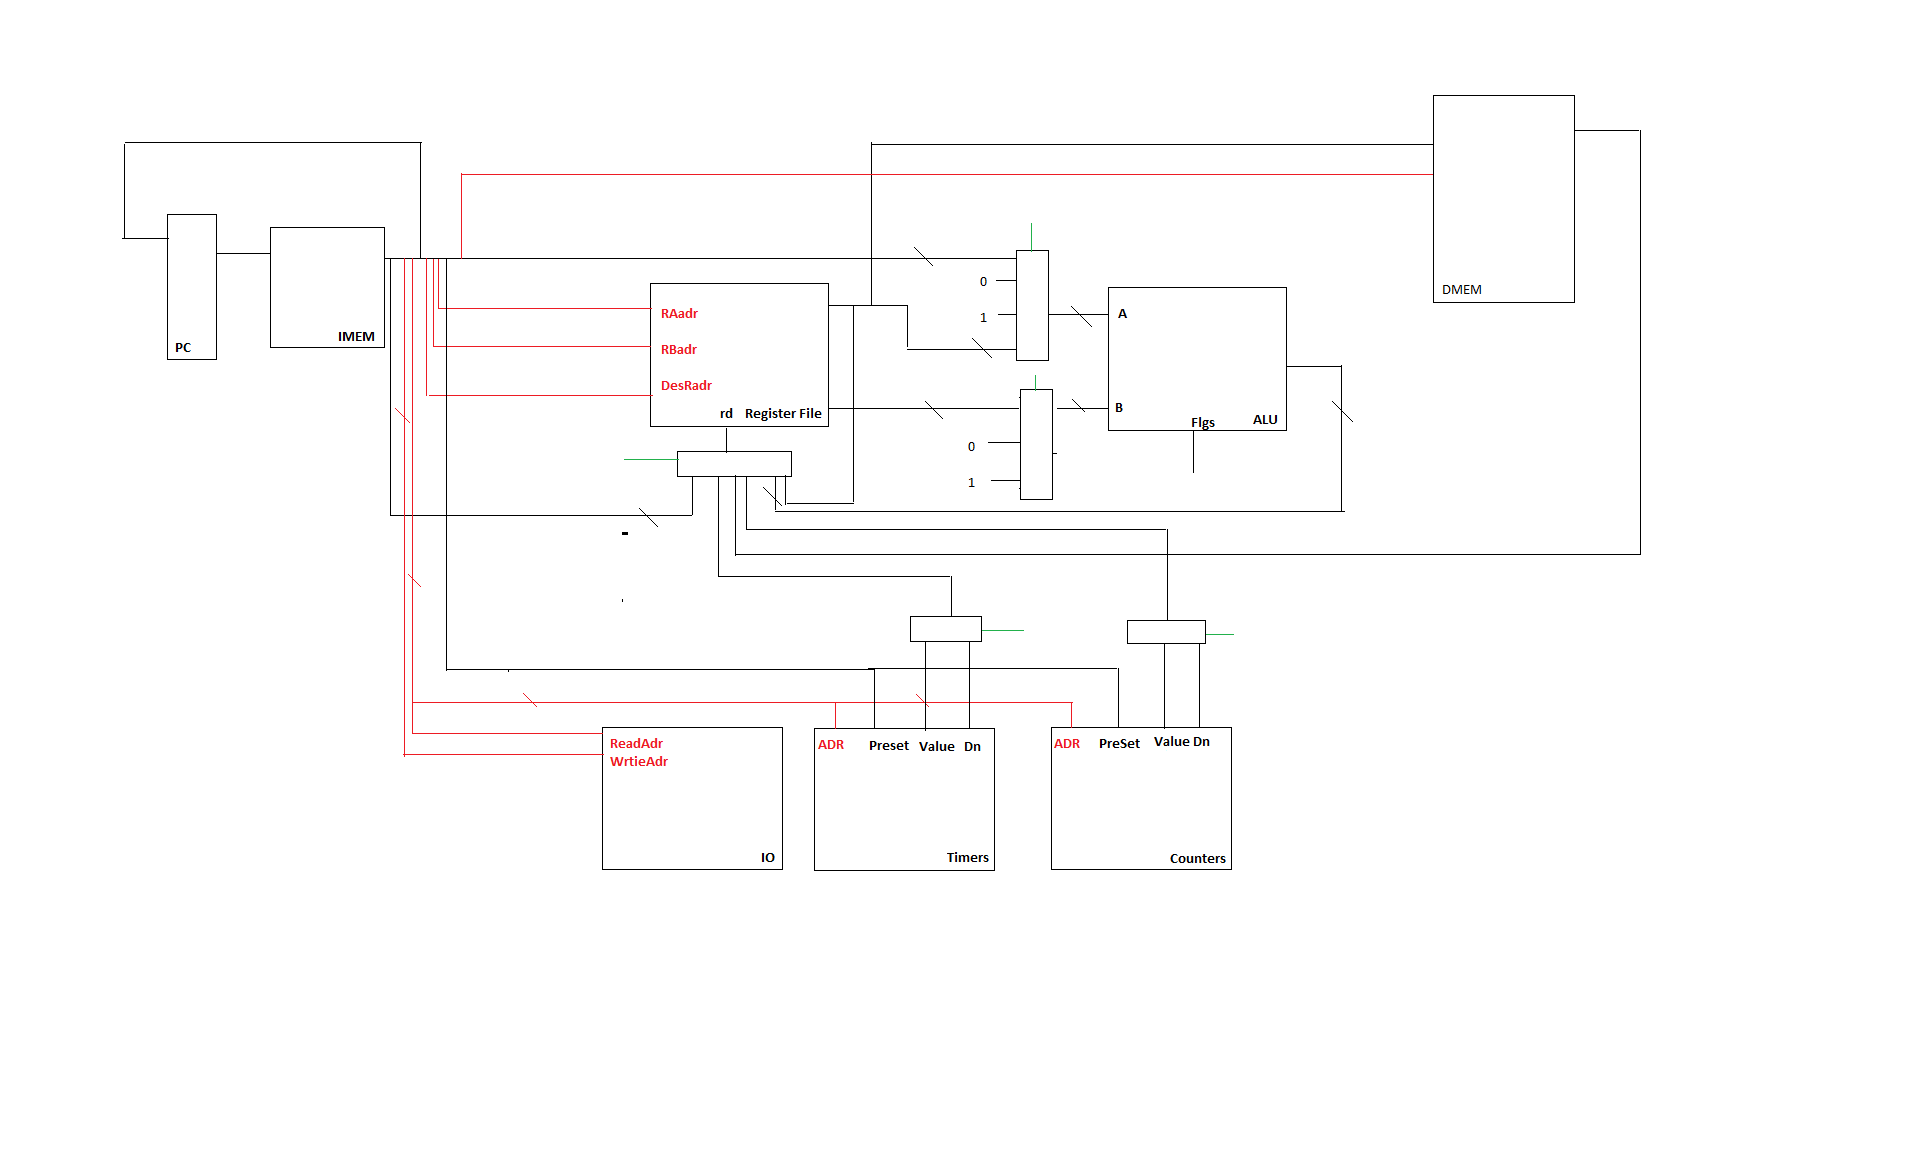 DMEM
PC
IMEM
RAadr
RBadr
DesRadr
rd Register File
0
1
A
B
Flgs
ALU
0
1
ReadAdr
WrtieAdr
IO
ADR Preset Value Dn
Timers
ADR PreSet Value Dn
Counters